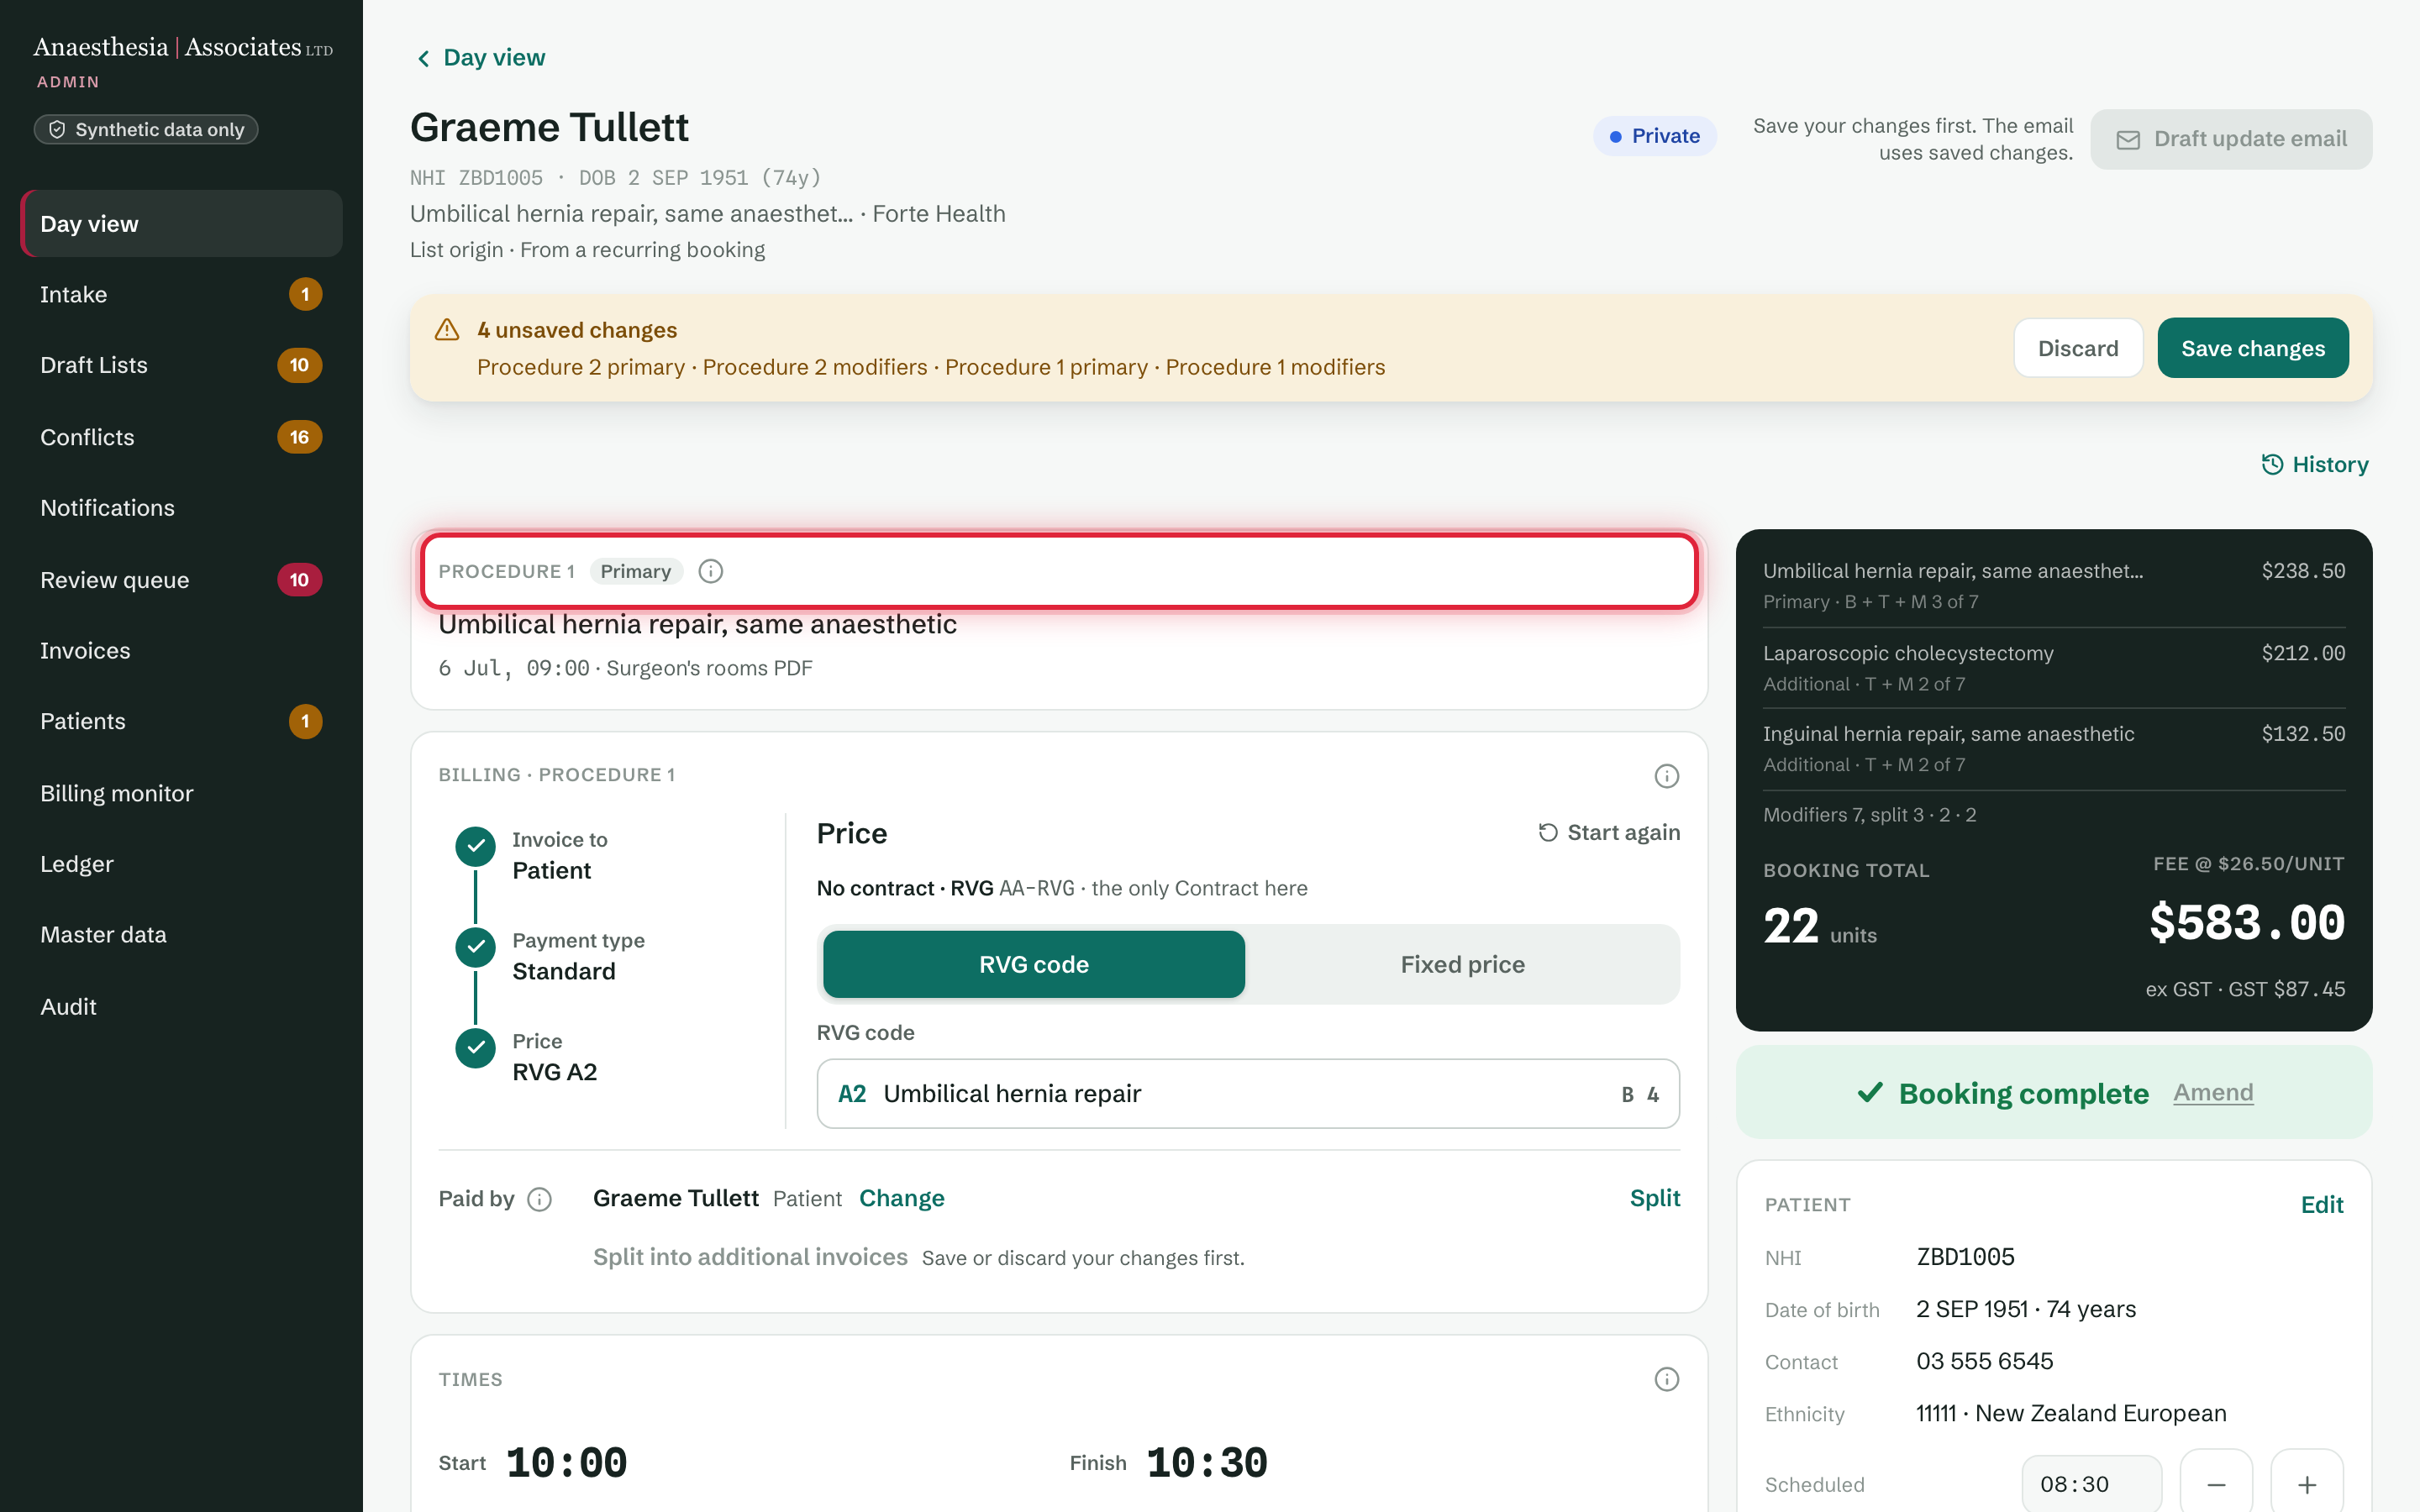 Anaesthesia | Associates LTD
ADMIN
Synthetic data only
Day view
Intake 1
Draft Lists 10
Conflicts 16
Notifications
Review queue 10
Invoices
Patients 1
Billing monitor
Ledger
Master data
Audit
Day view
Graeme Tullett
NHI ZBD1005 · DOB 2 SEP 1951 (74y)
Umbilical hernia repair, same anaesthet... · Forte Health
List origin · From a recurring booking
Private
Save your changes first. The email
uses saved changes.
Draft update email
4 unsaved changes
Procedure 2 primary · Procedure 2 modifiers · Procedure 1 primary · Procedure 1 modifiers
Discard
Save changes
History
PROCEDURE 1 Primary
Umbilical hernia repair, same anaesthetic
6 Jul, 09:00 · Surgeon's rooms PDF
BILLING · PROCEDURE 1
Invoice to
Patient
Payment type
Standard
Price
RVG A2
Price
Start again
No contract · RVG AA-RVG · the only Contract here
RVG code
Fixed price
RVG code
A2 Umbilical hernia repair B 4
Paid by
Graeme Tullett Patient Change
Split
Split into additional invoices Save or discard your changes first.
TIMES
Start 10:00
Finish 10:30
Umbilical hernia repair, same anaesthet... $238.50
Primary · B + T + M 3 of 7
Laparoscopic cholecystectomy $212.00
Additional · T + M 2 of 7
Inguinal hernia repair, same anaesthetic $132.50
Additional · T + M 2 of 7
Modifiers 7, split 3 · 2 · 2
BOOKING TOTAL
FEE @ $26.50/UNIT
22 units
$583.00
ex GST · GST $87.45
Booking complete Amend
PATIENT Edit
NHI ZBD1005
Date of birth 2 SEP 1951 · 74 years
Contact 03 555 6545
Ethnicity 11111 · New Zealand European
Scheduled 08:30 − +